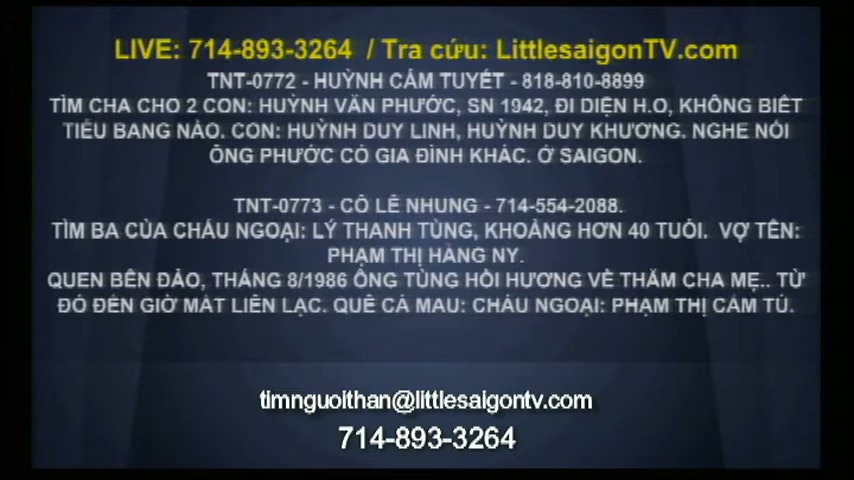 LIVE: 714-893-3264 / Tra cứu: LittlesaigonTV.com
TNT-0772 - HUỲNH CẨM TUYẾT - 818-810-8899
TÌM CHA CHO 2 CON: HUỲNH VĂN PHƯỚC, SN 1942, ĐI DIỆN H.O, KHÔNG BIẾT
TIỂU BANG NÀO. CON: HUỲNH DUY LINH, HUỲNH DUY KHƯƠNG. NGHE NÓI
ÔNG PHƯỚC CÓ GIA ĐÌNH KHÁC. Ở SAIGON.
TNT-0773 - CÔ LÊ NHUNG - 714-554-2088.
TÌM BA CỦA CHÁU NGOẠI: LÝ THANH TÙNG, KHOẢNG HƠN 40 TUỔI. VỢ TÊN:
PHẠM THỊ HÀNG NY.
QUEN BÊN ĐẢO, THÁNG 8/1986 ÔNG TÙNG HỒI HƯƠNG VỀ THĂM CHA MẸ.. TỪ
ĐÓ ĐẾN GIỜ MẤT LIÊN LẠC. QUÊ CÀ MAU: CHÁU NGOẠI: PHẠM THỊ CẨM TÚ.
timnguoithan@littlesaigontv.com
714-893-3264